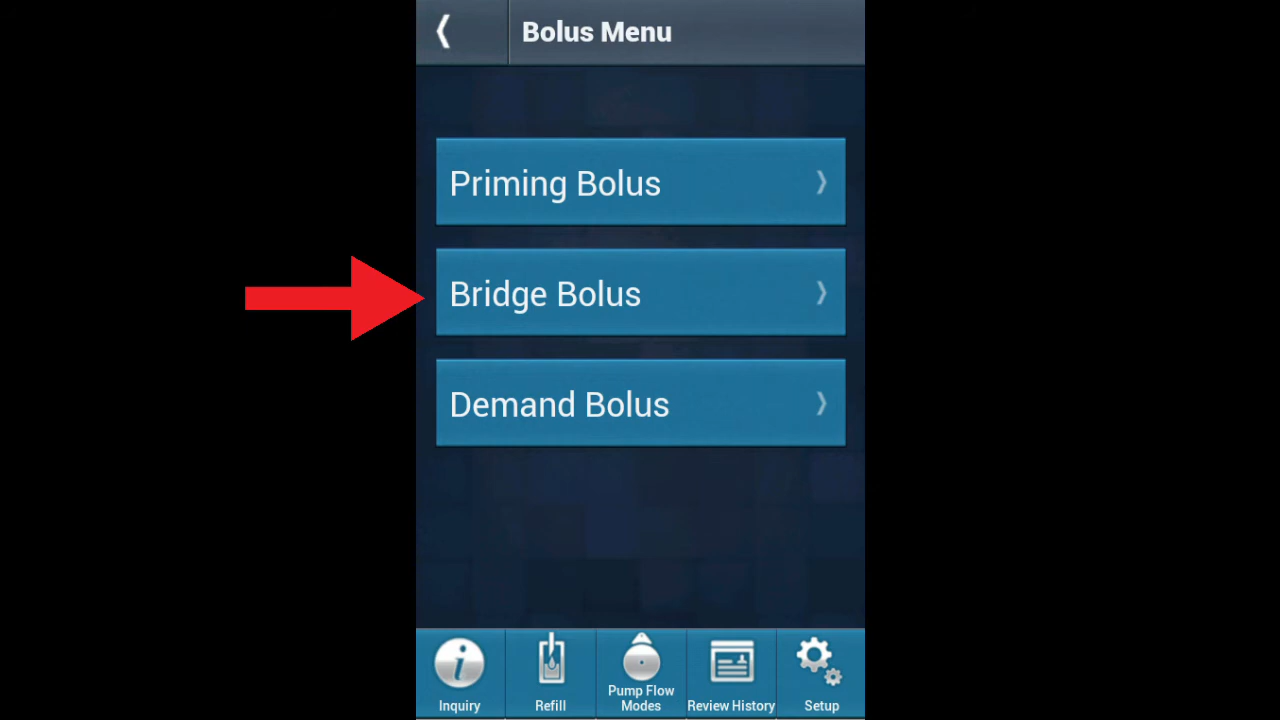 Bolus Menu
Priming Bolus
Bridge Bolus
Demand Bolus
Inquiry
Refill
Pump Flow
Modes
Review History
Setup